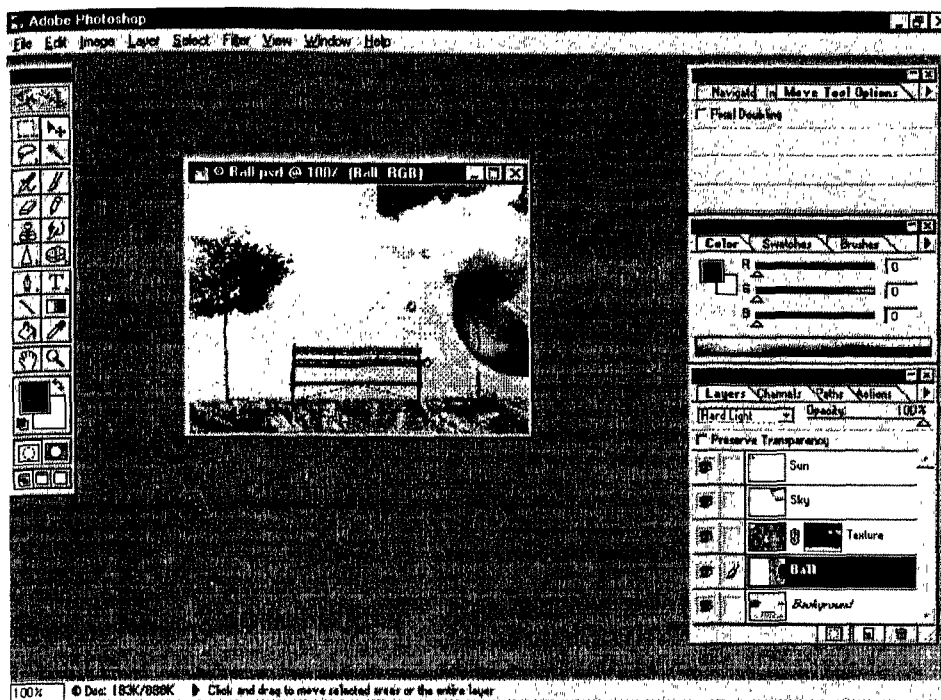 Adobe Photoshop
File Edit Image Layer Select Filter View Window Help
Navigato In Move Tool Options
Pixel Doubling
© Ball.psd @ 100% (Ball, RGB)
Color Swatches Brushes
R 0
G 0
B 0
Layers Channels Paths Actions
Hard Light Opacity: 100%
Preserve Transparency
Sun
Sky
Texture
Ball
Background
100% © Doc: 183K/888K Click and drag to move selected areas or the entire layer